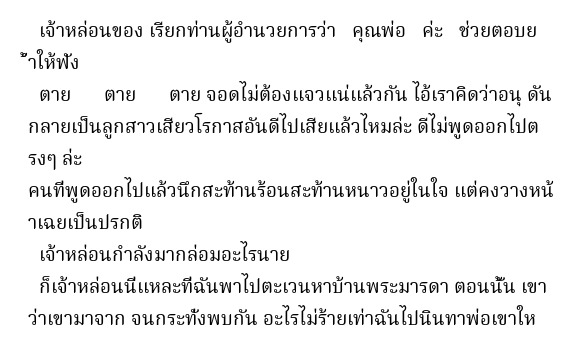 เจ้าหล่อนของ เรียกท่านผู้อำนวยการว่า คุณพ่อ ค่ะ ช่วยตอบย
้ำให้ฟัง
ตาย ตาย ตาย จอดไม่ต้องแจวแน่แล้วกัน ไอ้เราคิดว่าอนุ ดัน
กลายเป็นลูกสาวเสียวโรกาสอันดีไปเสียแล้วไหมล่ะ ดีไม่พูดออกไปต
รงๆ ล่ะ
คนที่พูดออกไปแล้วนึกสะท้านร้อนสะท้านหนาวอยู่ในใจ แต่คงวางหน้
าเฉยเป็นปรกติ
เจ้าหล่อนกำลังมากล่อมอะไรนาย
ก็เจ้าหล่อนนี่แหละที่ฉันพาไปตะเวนหาบ้านพระมารดา ตอนนั้น เขา
ว่าเขามาจาก จนกระทั่งพบกัน อะไรไม่ร้ายเท่าฉันไปนินทาพ่อเขาให